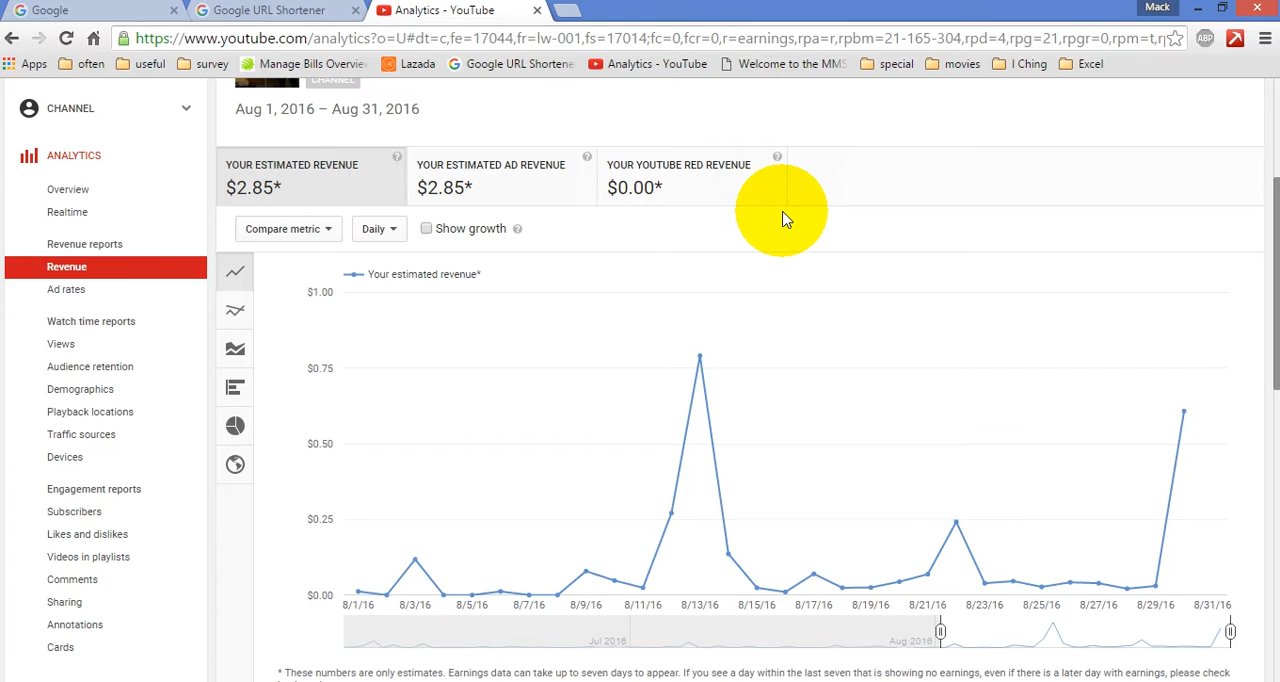 Google
Google URL Shortener
Analytics - YouTube
Mack
https://www.youtube.com/analytics?o=U#dt=c,fe=17044,fr=lw-001,fs=17014;fc=0,fcr=0,r=earnings,rpa=r,rpbm=21-165-304,rpd=4,rpg=21,rpgr=0,rpm=t,r
ABP
Apps often useful survey Manage Bills Overvie Lazada Google URL Shortene Analytics - YouTube Welcome to the MMS special movies I Ching Excel
CHANNEL
CHANNEL
Aug 1, 2016 – Aug 31, 2016
ANALYTICS
Overview
Realtime
Revenue reports
Revenue
Ad rates
Watch time reports
Views
Audience retention
Demographics
Playback locations
Traffic sources
Devices
Engagement reports
Subscribers
Likes and dislikes
Videos in playlists
Comments
Sharing
Annotations
Cards
YOUR ESTIMATED REVENUE ?
$2.85*
YOUR ESTIMATED AD REVENUE ?
$2.85*
YOUR YOUTUBE RED REVENUE ?
$0.00*
Compare metric Daily Show growth ?
Your estimated revenue*
$1.00
$0.75
$0.50
$0.25
$0.00
8/1/16 8/3/16 8/5/16 8/7/16 8/9/16 8/11/16 8/13/16 8/15/16 8/17/16 8/19/16 8/21/16 8/23/16 8/25/16 8/27/16 8/29/16 8/31/16
Jul 2016 Aug 2016
* These numbers are only estimates. Earnings data can take up to seven days to appear. If you see a day within the last seven that is showing no earnings, even if there is a later day with earnings, please check